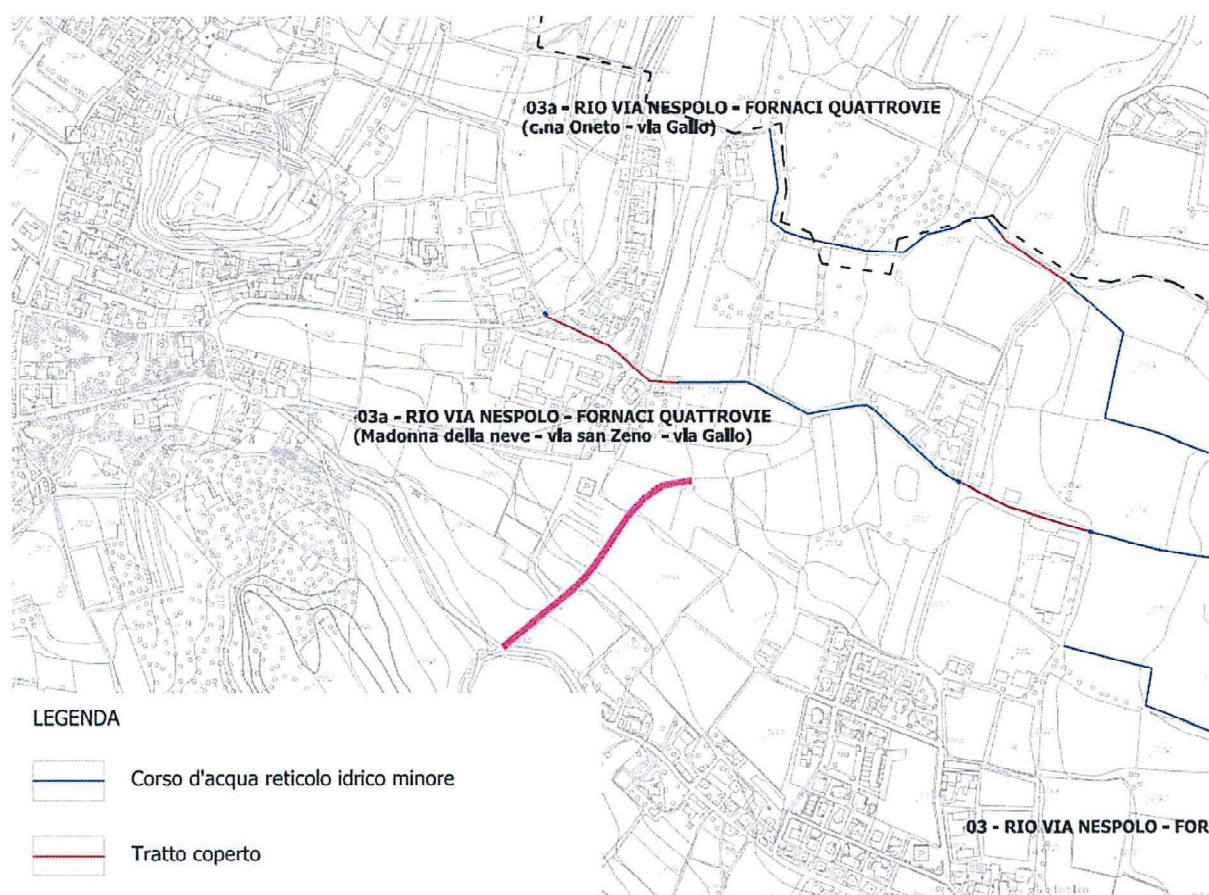 03a - RIO VIA NESPOLO - FORNACI QUATTROVIE
(c.na Oneto - via Gallo)
03a - RIO VIA NESPOLO - FORNACI QUATTROVIE
(Madonna della neve - via san Zeno - via Gallo)
P
LEGENDA
Corso d'acqua reticolo idrico minore
Tratto coperto
03 - RIO VIA NESPOLO - FOR
P